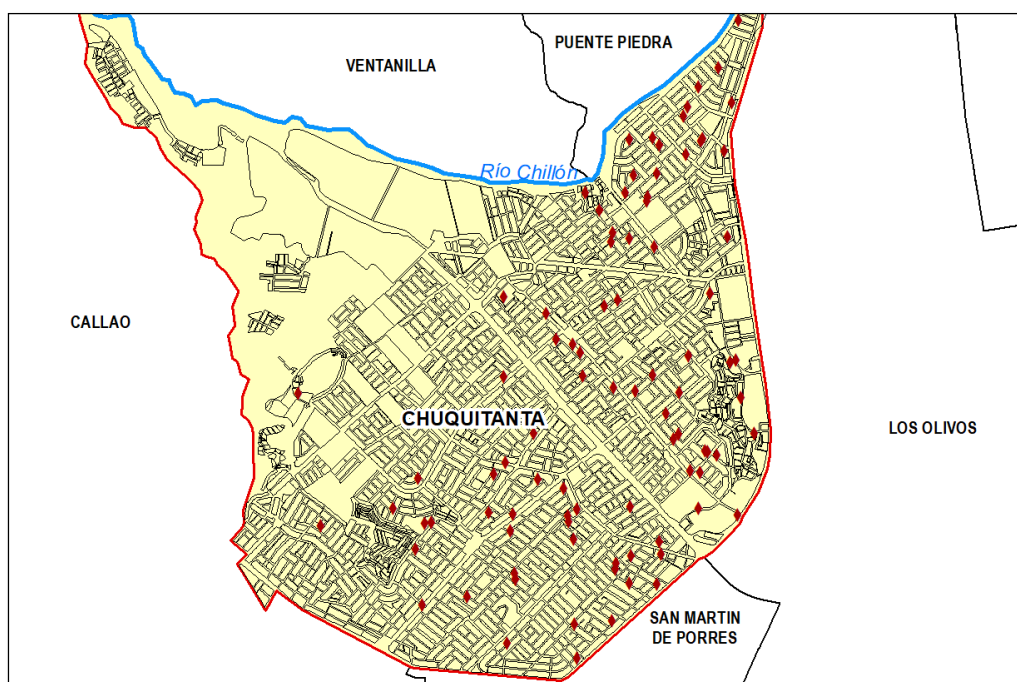 PUENTE PIEDRA
VENTANILLA
Río Chillón
CALLAO
CHUQUITANTA
LOS OLIVOS
SAN MARTIN
DE PORRES